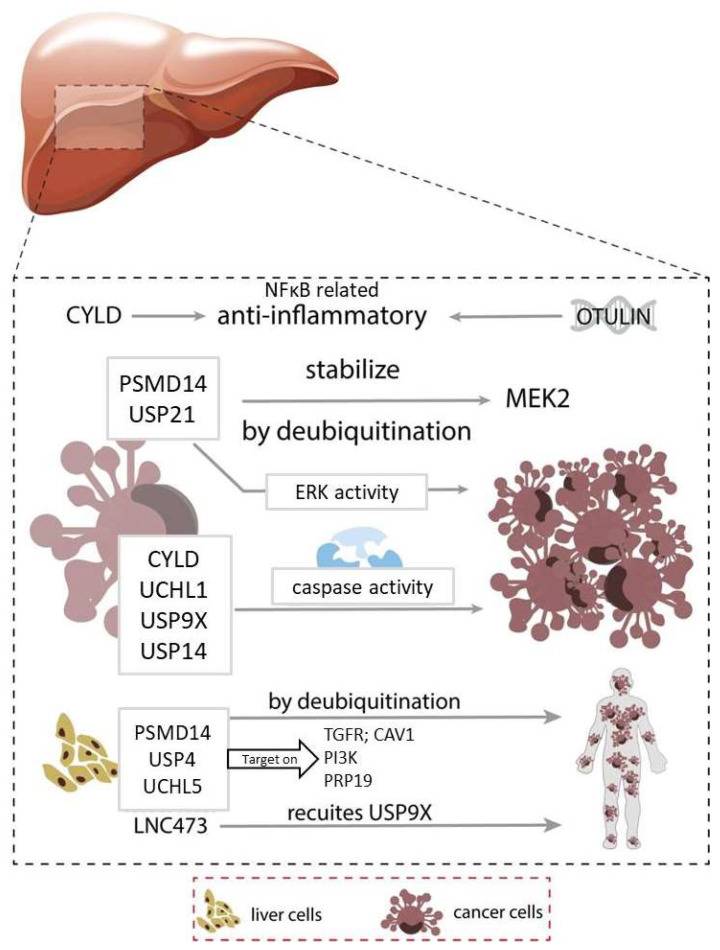 NFκB related
CYLD anti-inflammatory OTULIN
PSMD14
USP21
stabilize
by deubiquitination
MEK2
ERK activity
CYLD
UCHL1
USP9X
USP14
caspase activity
by deubiquitination
PSMD14
USP4
UCHL5
Target on
TGFR; CAV1
PI3K
PRP19
LNC473
recuites USP9X
liver cells
cancer cells